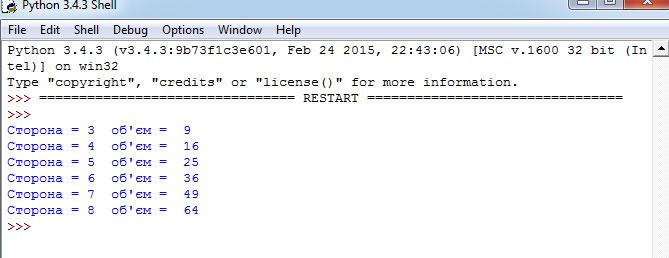 Python 3.4.3 Shell
File Edit Shell Debug Options Window Help
Python 3.4.3 (v3.4.3:9b73f1c3e601, Feb 24 2015, 22:43:06) [MSC v.1600 32 bit (In
tel)] on win32
Type "copyright", "credits" or "license()" for more information.
>>> ================================ RESTART ================================
>>>
Сторона = 3  об'єм =  9
Сторона = 4  об'єм =  16
Сторона = 5  об'єм =  25
Сторона = 6  об'єм =  36
Сторона = 7  об'єм =  49
Сторона = 8  об'єм =  64
>>>